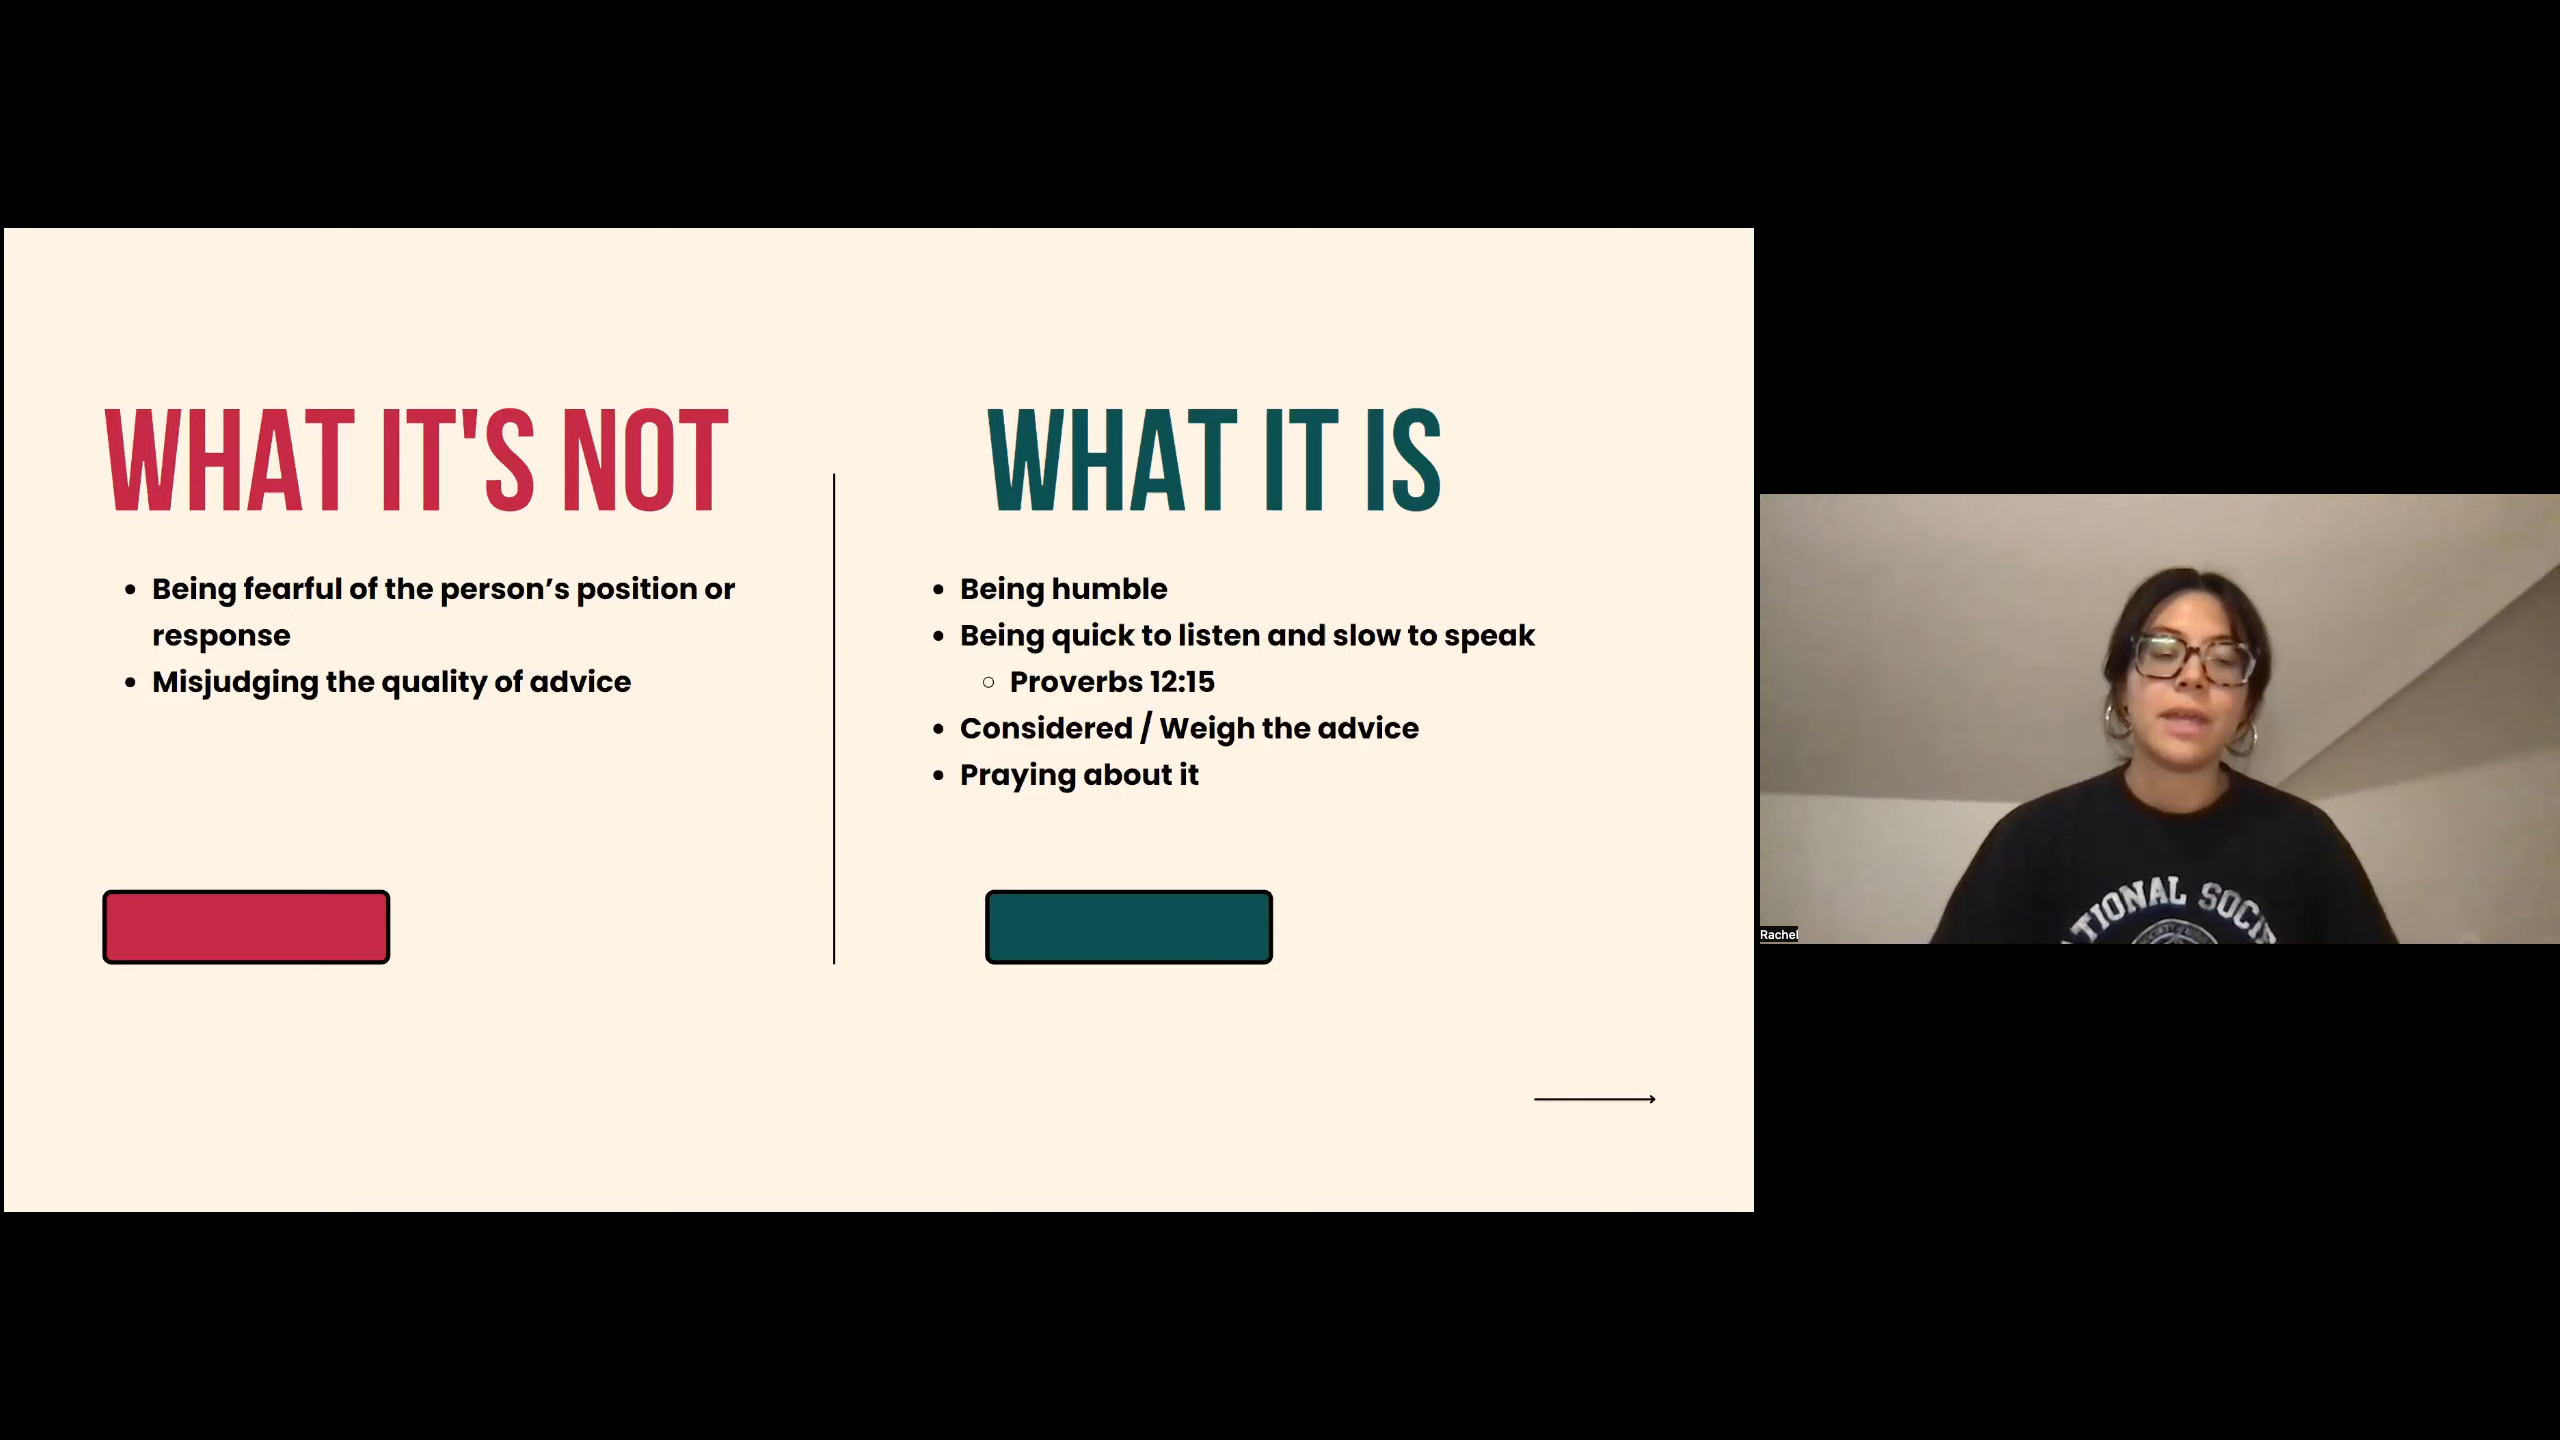 WHAT IT'S NOT
Being fearful of the person’s position or
response
Misjudging the quality of advice
WHAT IT IS
Being humble
Being quick to listen and slow to speak
Proverbs 12:15
Considered / Weigh the advice
Praying about it
Rachel